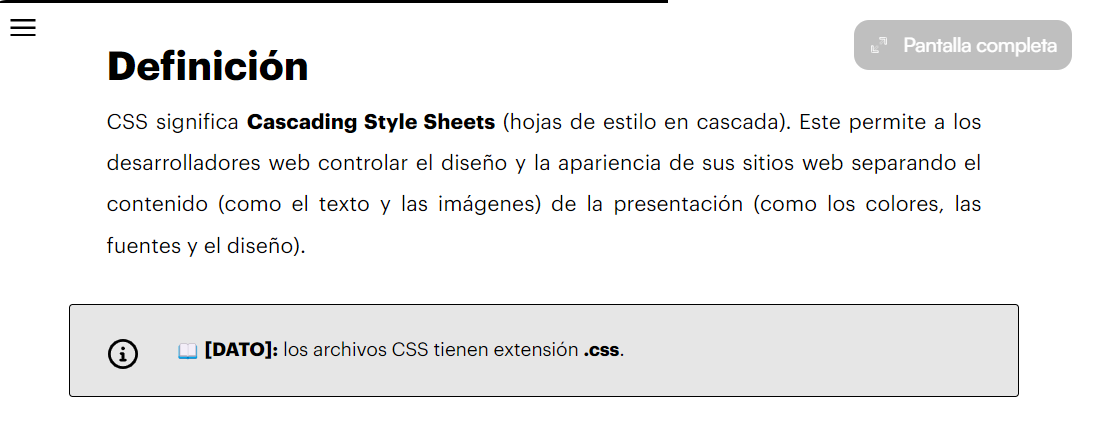 Pantalla completa
Definición
CSS significa Cascading Style Sheets (hojas de estilo en cascada). Este permite a los
desarrolladores web controlar el diseño y la apariencia de sus sitios web separando el
contenido (como el texto y las imágenes) de la presentación (como los colores, las
fuentes y el diseño).
📖 [DATO]: los archivos CSS tienen extensión .css.